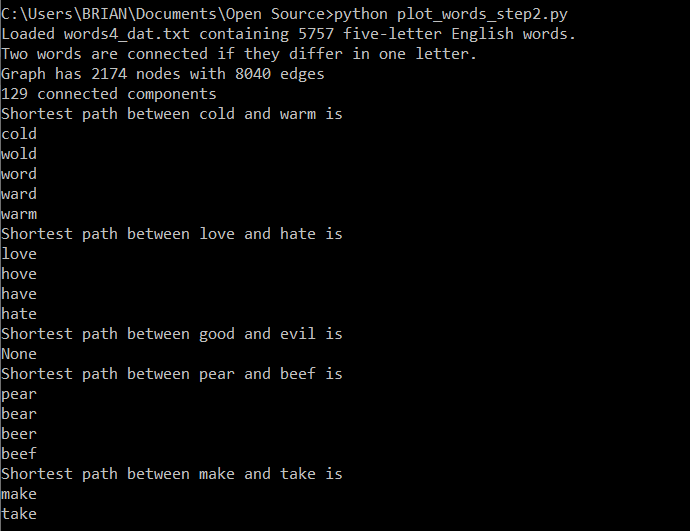 C:\Users\BRIAN\Documents\Open Source>python plot_words_step2.py
Loaded words4_dat.txt containing 5757 five-letter English words.
Two words are connected if they differ in one letter.
Graph has 2174 nodes with 8040 edges
129 connected components
Shortest path between cold and warm is
cold
wold
word
ward
warm
Shortest path between love and hate is
love
hove
have
hate
Shortest path between good and evil is
None
Shortest path between pear and beef is
pear
bear
beer
beef
Shortest path between make and take is
make
take